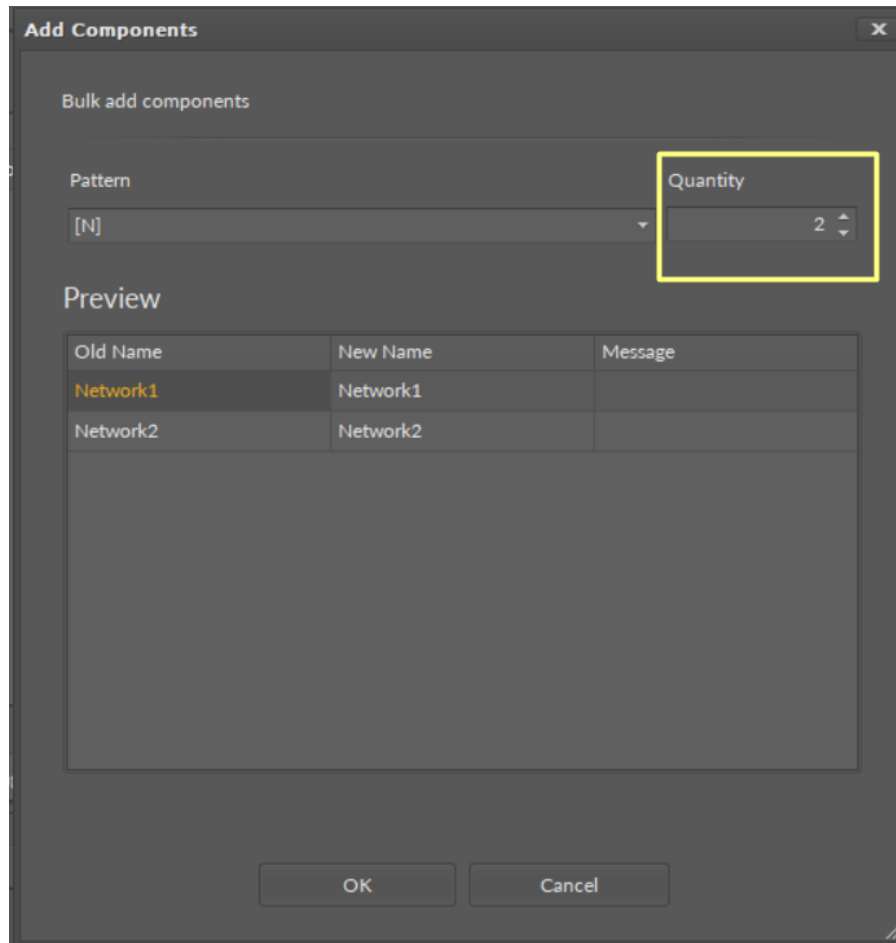 Add Components
Bulk add components
Pattern Quantity
[N] 2
Preview
Old Name New Name Message
Network1 Network1
Network2 Network2
OK Cancel